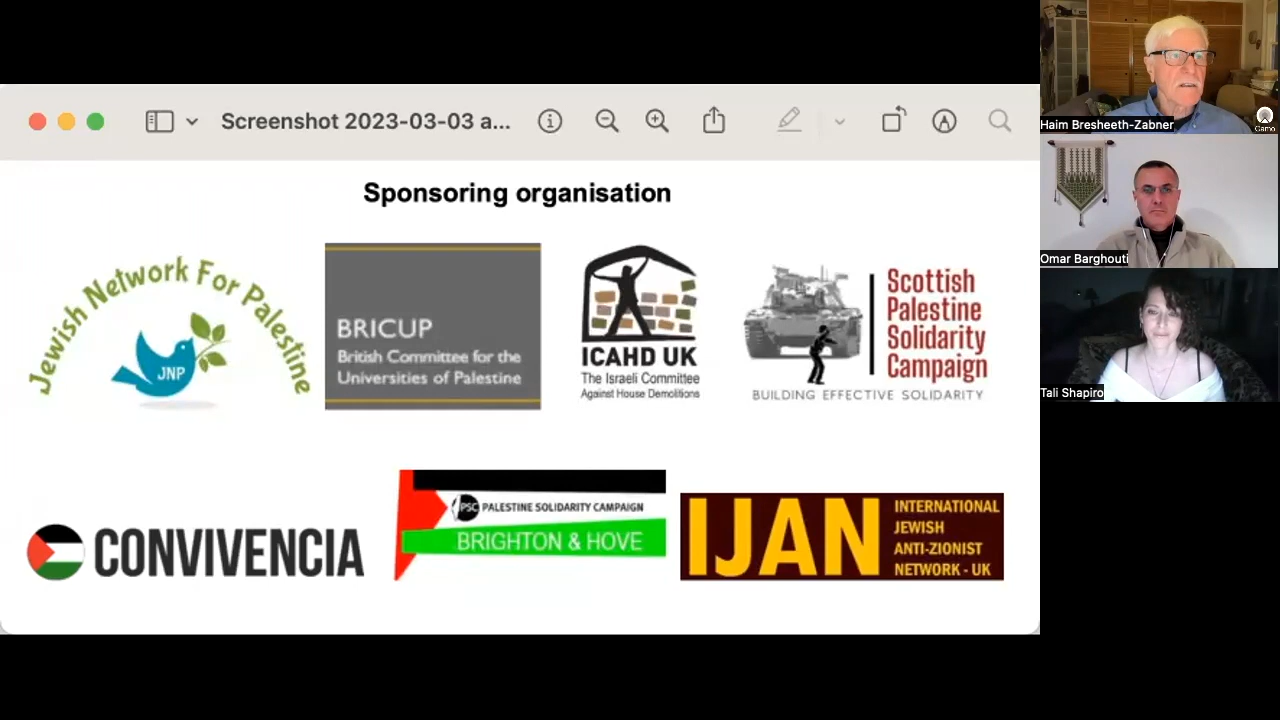 Screenshot 2023-03-03 a...
Sponsoring organisation
Jewish Network For Palestine
JNP
BRICUP
British Committee for the
Universities of Palestine
ICAHD UK
The Israeli Committee
Against House Demolitions
Scottish
Palestine
Solidarity
Campaign
BUILDING EFFECTIVE SOLIDARITY
CONVIVENCIA
PSC PALESTINE SOLIDARITY CAMPAIGN
BRIGHTON & HOVE
IJAN
INTERNATIONAL
JEWISH
ANTI-ZIONIST
NETWORK - UK
Haim Bresheeth-Zabner
Camo
Omar Barghouti
Tali Shapiro